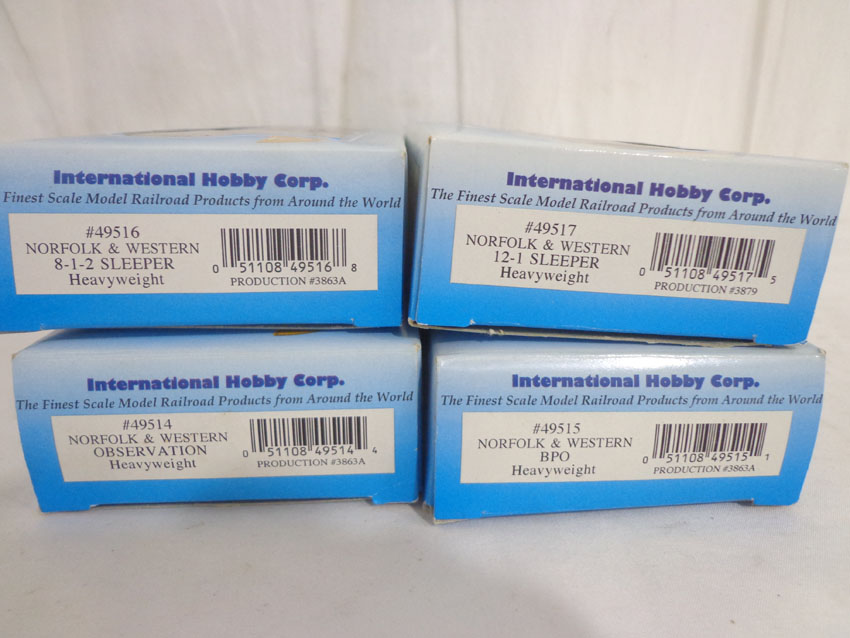 International Hobby Corp.
Finest Scale Model Railroad Products from Around the World
#49516
NORFOLK & WESTERN
8-1-2 SLEEPER
Heavyweight
0 51108 49516 8
PRODUCTION #3863A
International Hobby Corp.
The Finest Scale Model Railroad Products from Around the World
#49517
NORFOLK & WESTERN
12-1 SLEEPER
Heavyweight
0 51108 49517 5
PRODUCTION #3879
International Hobby Corp.
The Finest Scale Model Railroad Products from Around the World
#49514
NORFOLK & WESTERN
OBSERVATION
Heavyweight
0 51108 49514 4
PRODUCTION #3863A
International Hobby Corp.
The Finest Scale Model Railroad Products from Around the World
#49515
NORFOLK & WESTERN
BPO
Heavyweight
0 51108 49515 1
PRODUCTION #3863A